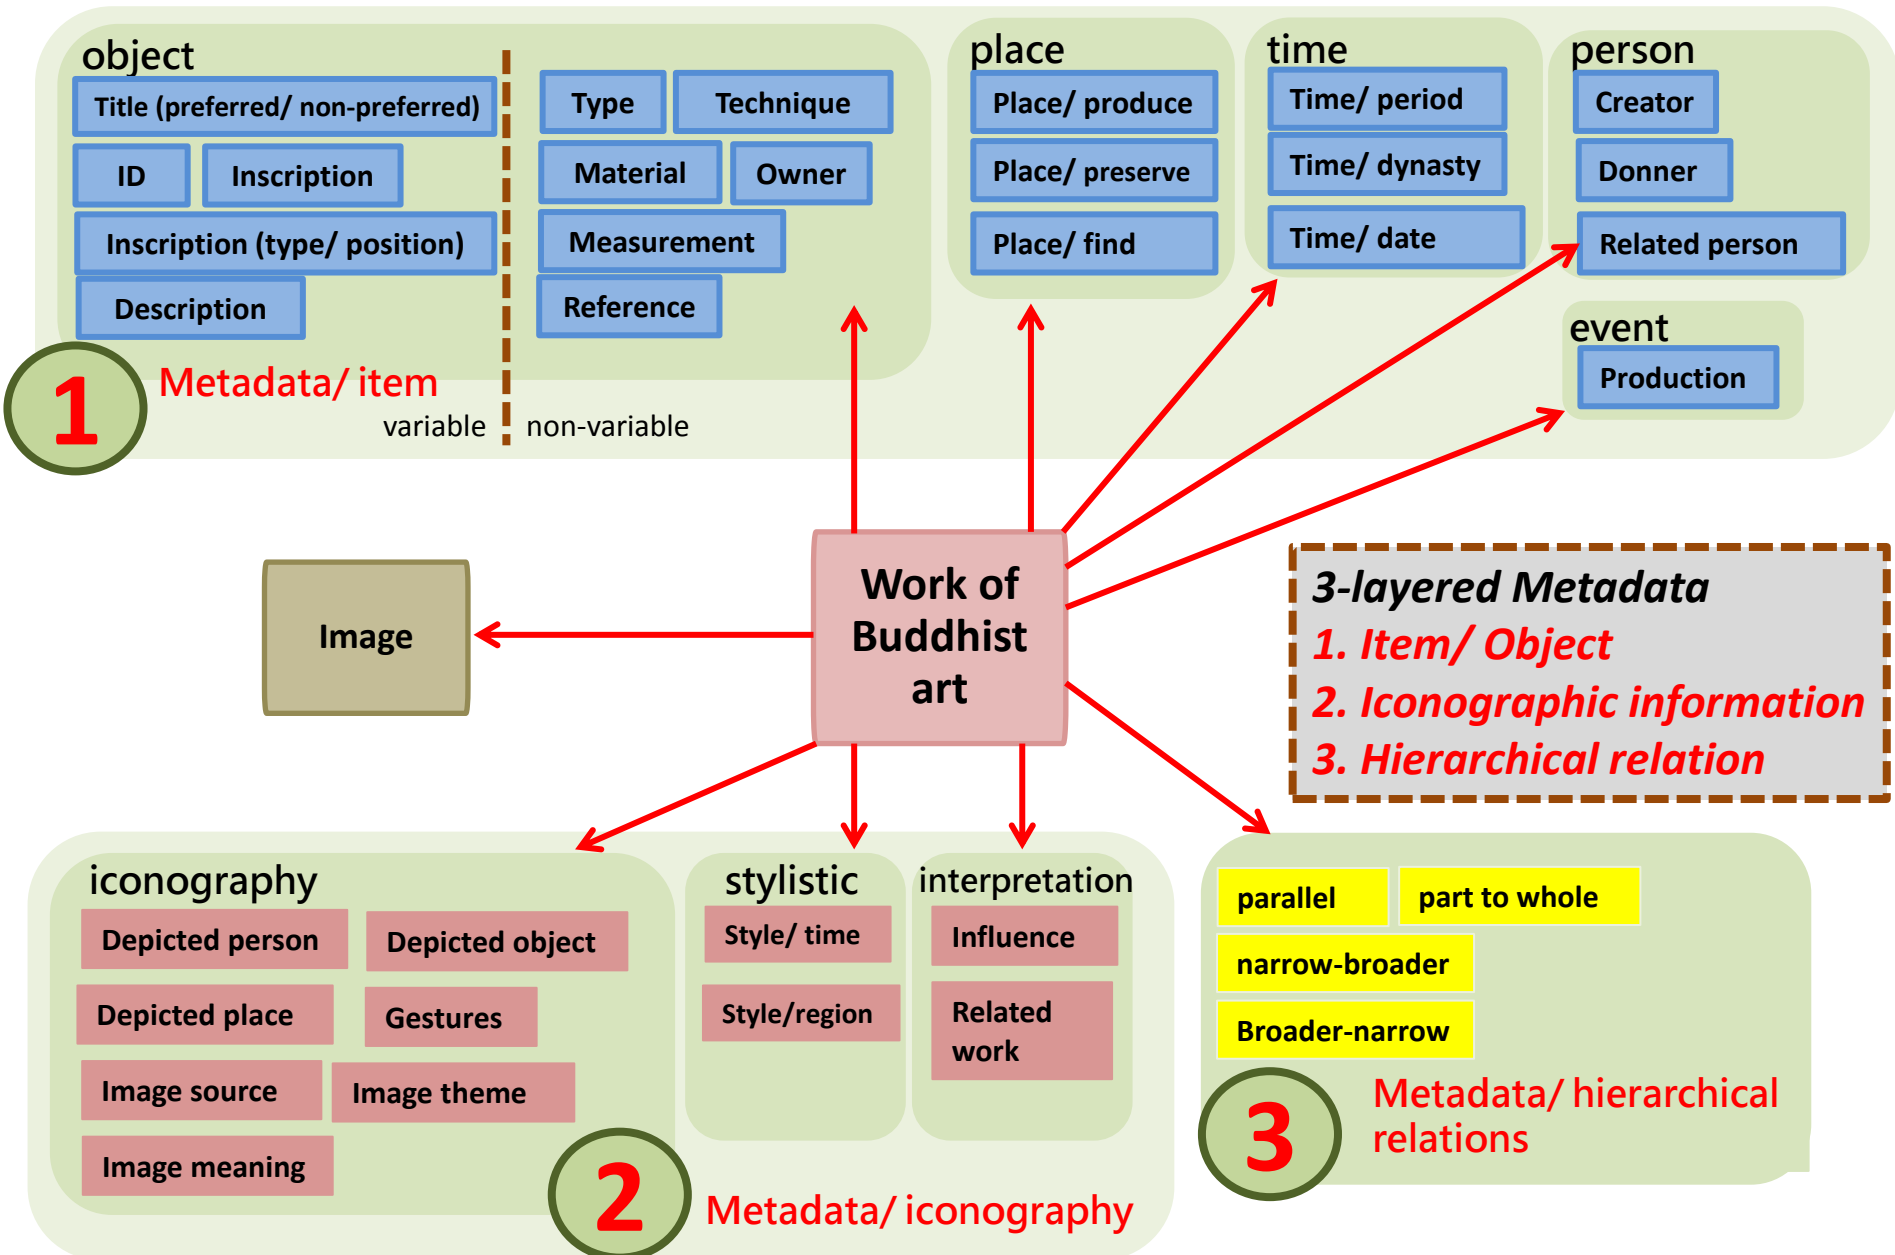 object
Title (preferred/ non-preferred)
ID
Inscription
Inscription (type/ position)
Description
Type
Technique
Material
Owner
Measurement
Reference
1
Metadata/ item
variable
non-variable
place
Place/ produce
Place/ preserve
Place/ find
time
Time/ period
Time/ dynasty
Time/ date
person
Creator
Donner
Related person
event
Production
Image
Work of
Buddhist
art
3-layered Metadata
1. Item/ Object
2. Iconographic information
3. Hierarchical relation
iconography
Depicted person
Depicted object
Depicted place
Gestures
Image source
Image theme
Image meaning
2
Metadata/ iconography
stylistic
Style/ time
Style/region
interpretation
Influence
Related
work
parallel
part to whole
narrow-broader
Broader-narrow
3
Metadata/ hierarchical
relations